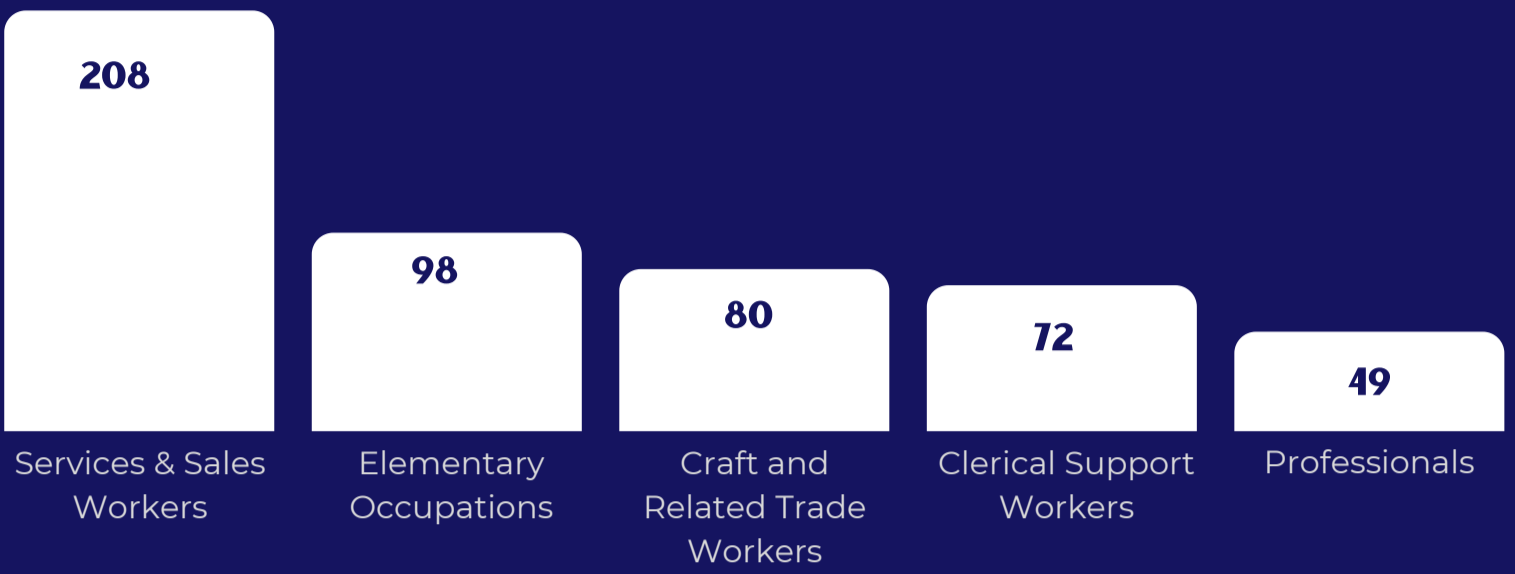 208
98
80
72
49
Services & Sales
Workers
Elementary
Occupations
Craft and
Related Trade
Workers
Clerical Support
Workers
Professionals